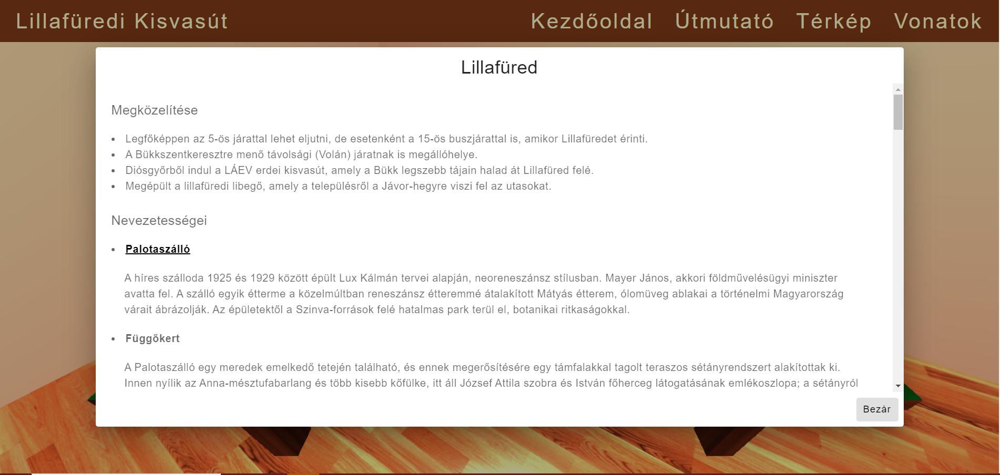 Lillafüredi Kisvasút
Kezdőoldal Útmutató Térkép Vonatok
Lillafüred
Megközelítése
• Legfőképpen az 5-ös járattal lehet eljutni, de esetenként a 15-ös buszjárattal is, amikor Lillafüredet érinti.
• A Bükkszentkeresztre menő távolsági (Volán) járatnak is megállóhelye.
• Diósgyőrből indul a LÁEV erdei kisvasút, amely a Bükk legszebb tájain halad át Lillafüred felé.
• Megépült a lillafüredi libegő, amely a településről a Jávor-hegyre viszi fel az utasokat.
Nevezetességei
• Palotaszálló
A híres szálloda 1925 és 1929 között épült Lux Kálmán tervei alapján, neoreneszánsz stílusban. Mayer János, akkori földművelésügyi miniszter
avatta fel. A szálló egyik étterme a közelmúltban reneszánsz étteremmé átalakított Mátyás étterem, ólomüveg ablakai a történelmi Magyarország
várait ábrázolják. Az épületektől a Szinva-források felé hatalmas park terül el, botanikai ritkaságokkal.
• Függőkert
A Palotaszálló egy meredek emelkedő tetején található, és ennek megerősítésére egy támfalakkal tagolt teraszos sétányrendszert alakítottak ki.
Innen nyílik az Anna-mésztufabarlang és több kisebb kőfülke, itt áll József Attila szobra és István főherceg látogatásának emlékoszlopa; a sétányról
Bezár